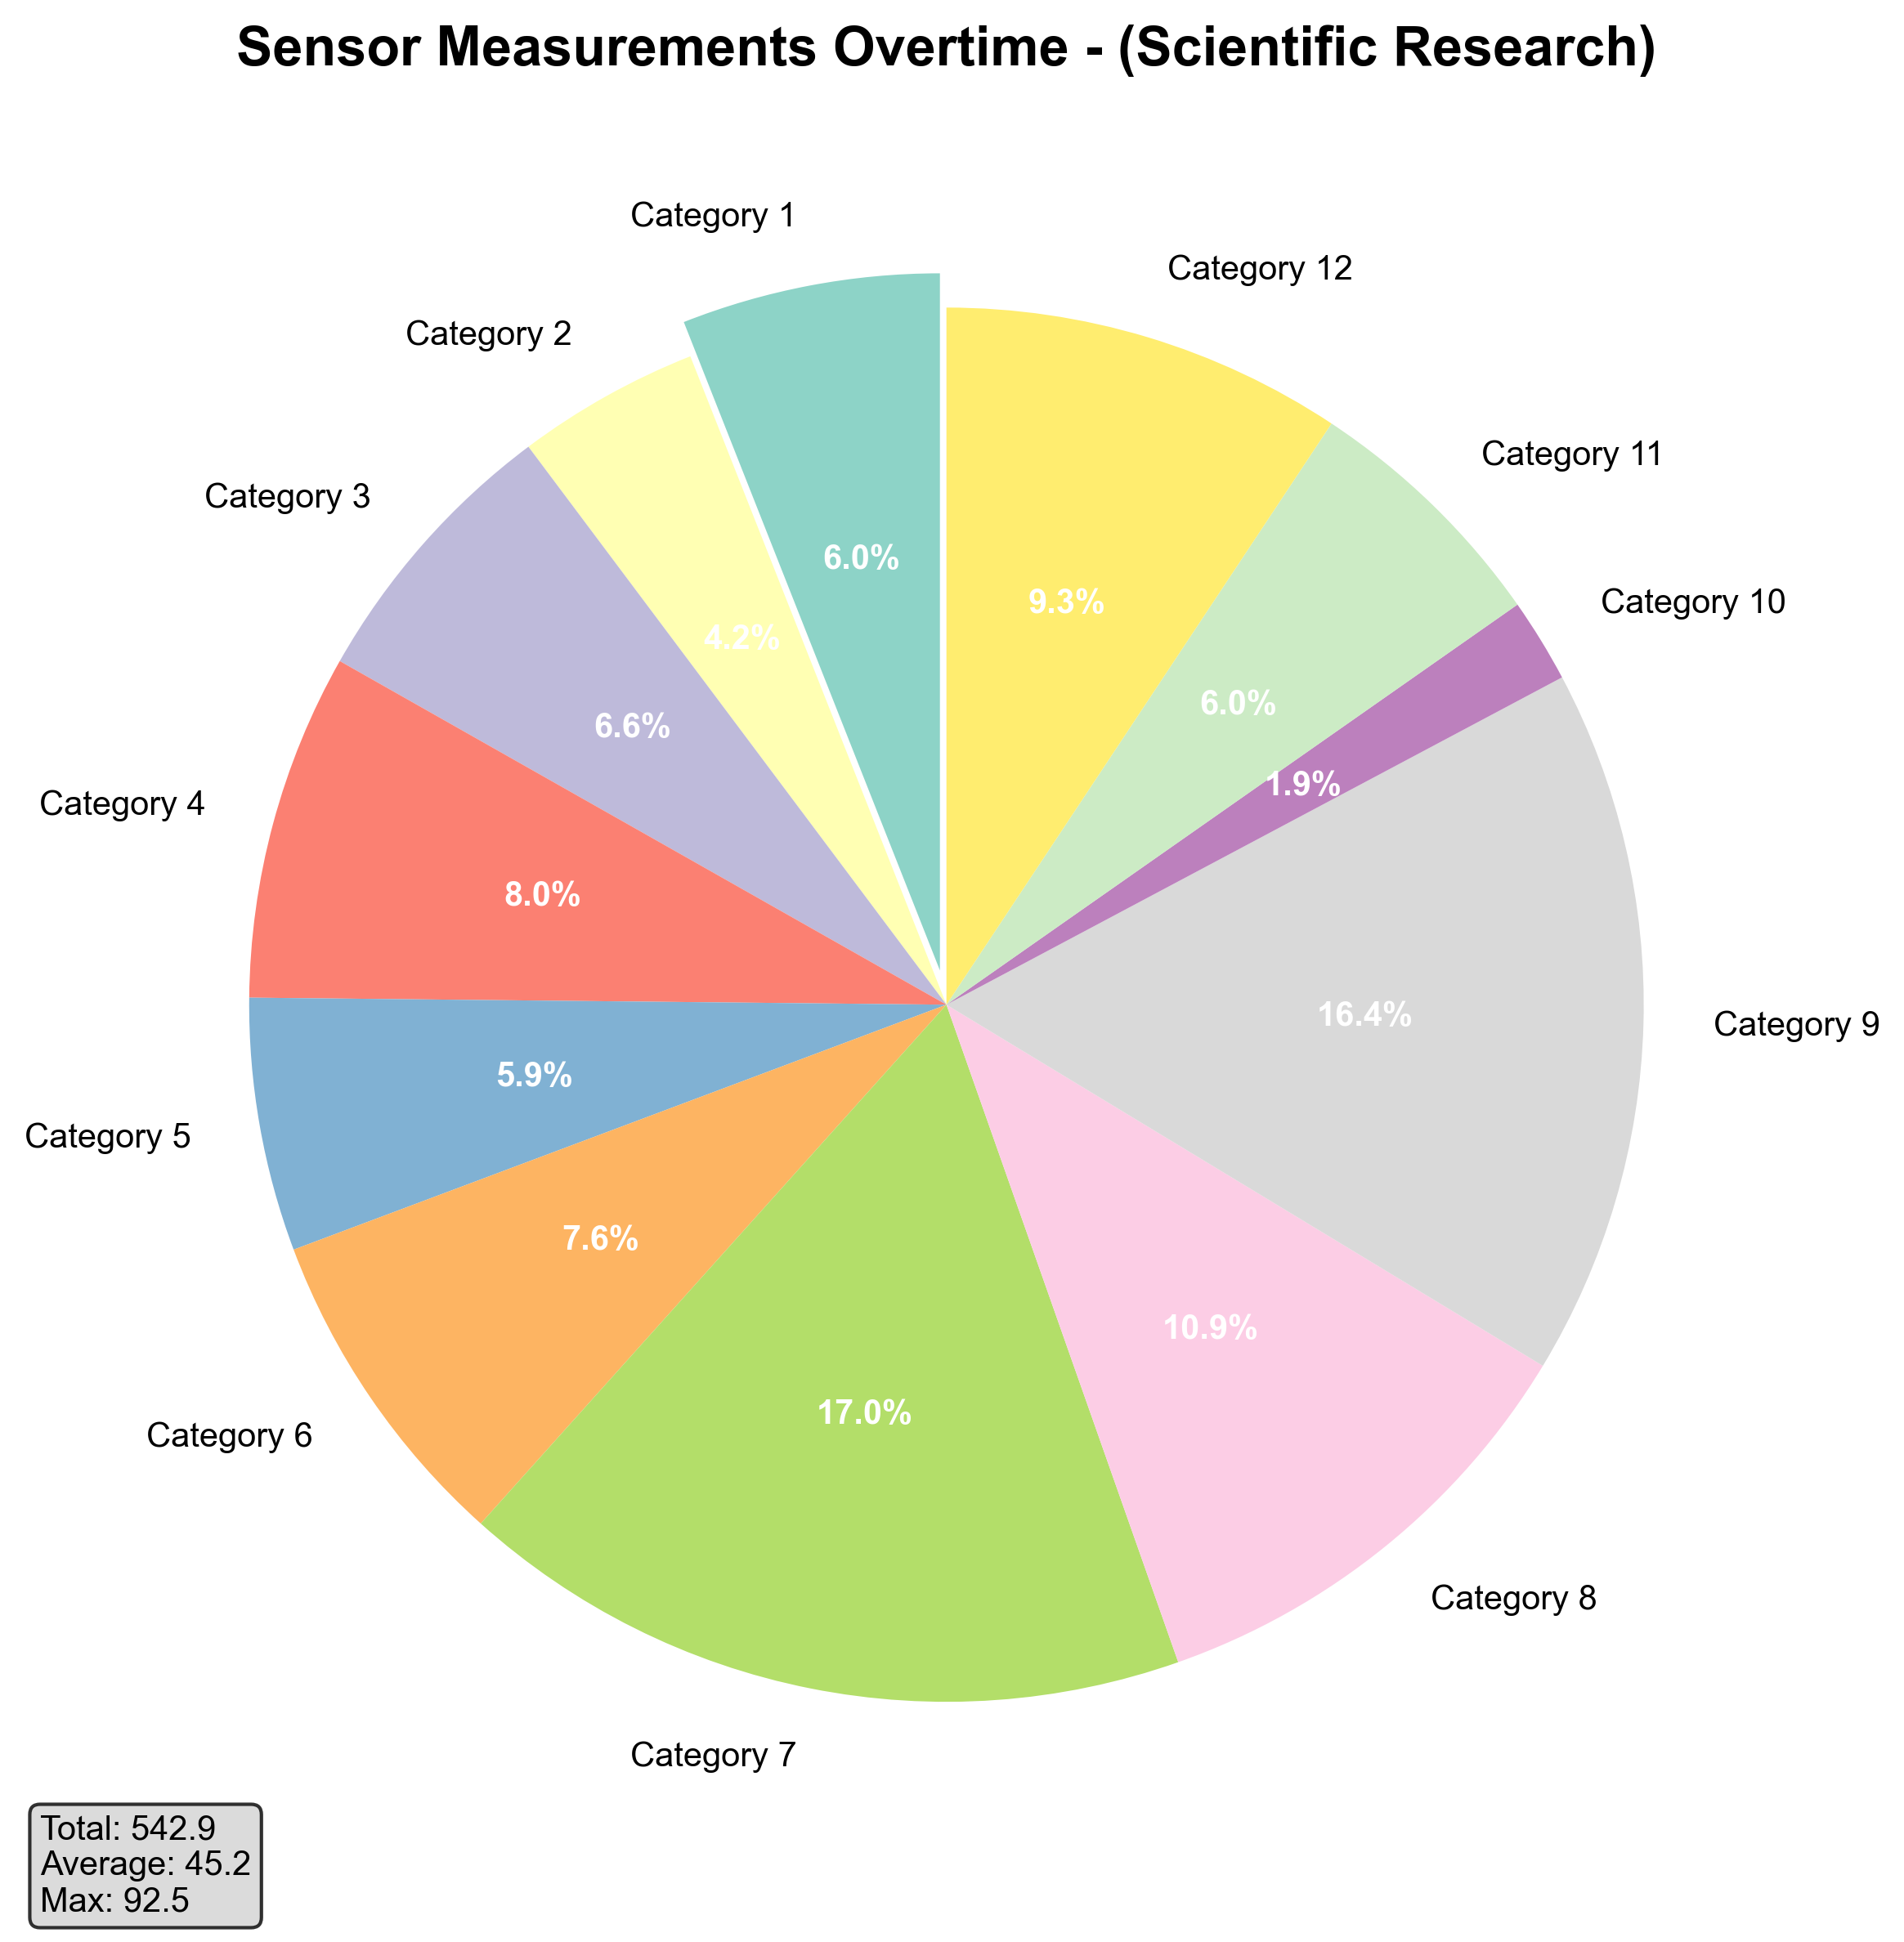 Sensor Measurements Overtime - (Scientific Research)
Category 1
Category 12
Category 2
Category 11
Category 3
6.0%
Category 10
9.3%
4.2%
6.0%
6.6%
1.9%
Category 4
8.0%
16.4%
Category 9
5.9%
Category 5
7.6%
10.9%
17.0%
Category 6
Category 8
Category 7
Total: 542.9
Average: 45.2
Max: 92.5